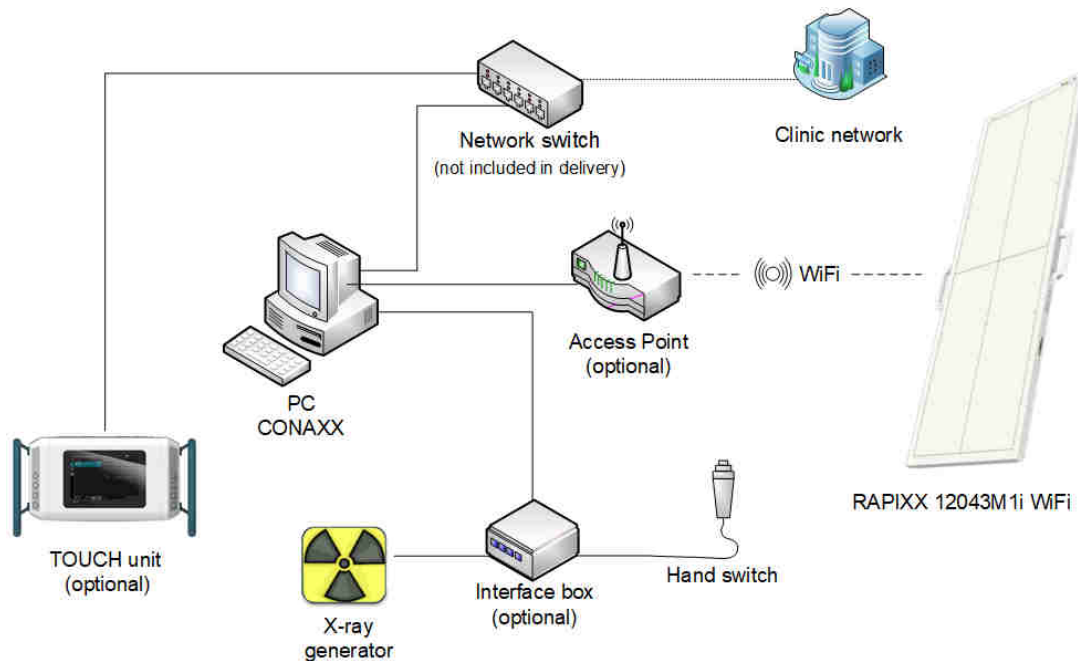 Network switch
(not included in delivery)
Clinic network
WiFi
Access Point
(optional)
PC
CONAXX
RAPIXX 12043M1i WiFi
TOUCH unit
(optional)
Interface box
(optional)
Hand switch
X-ray
generator